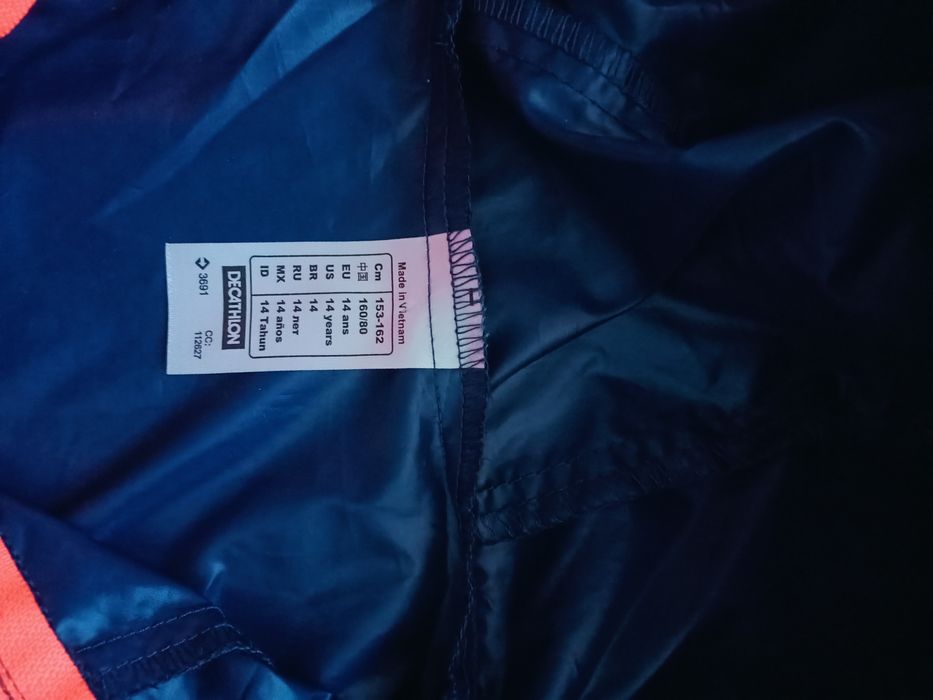 Made in Vietnam
Cm 153-162
中国 160/80
EU 14 ans
US 14 years
BR 14
RU 14 лет
MX 14 años
ID 14 Tahun
DECATHLON
3691
CC:
112627